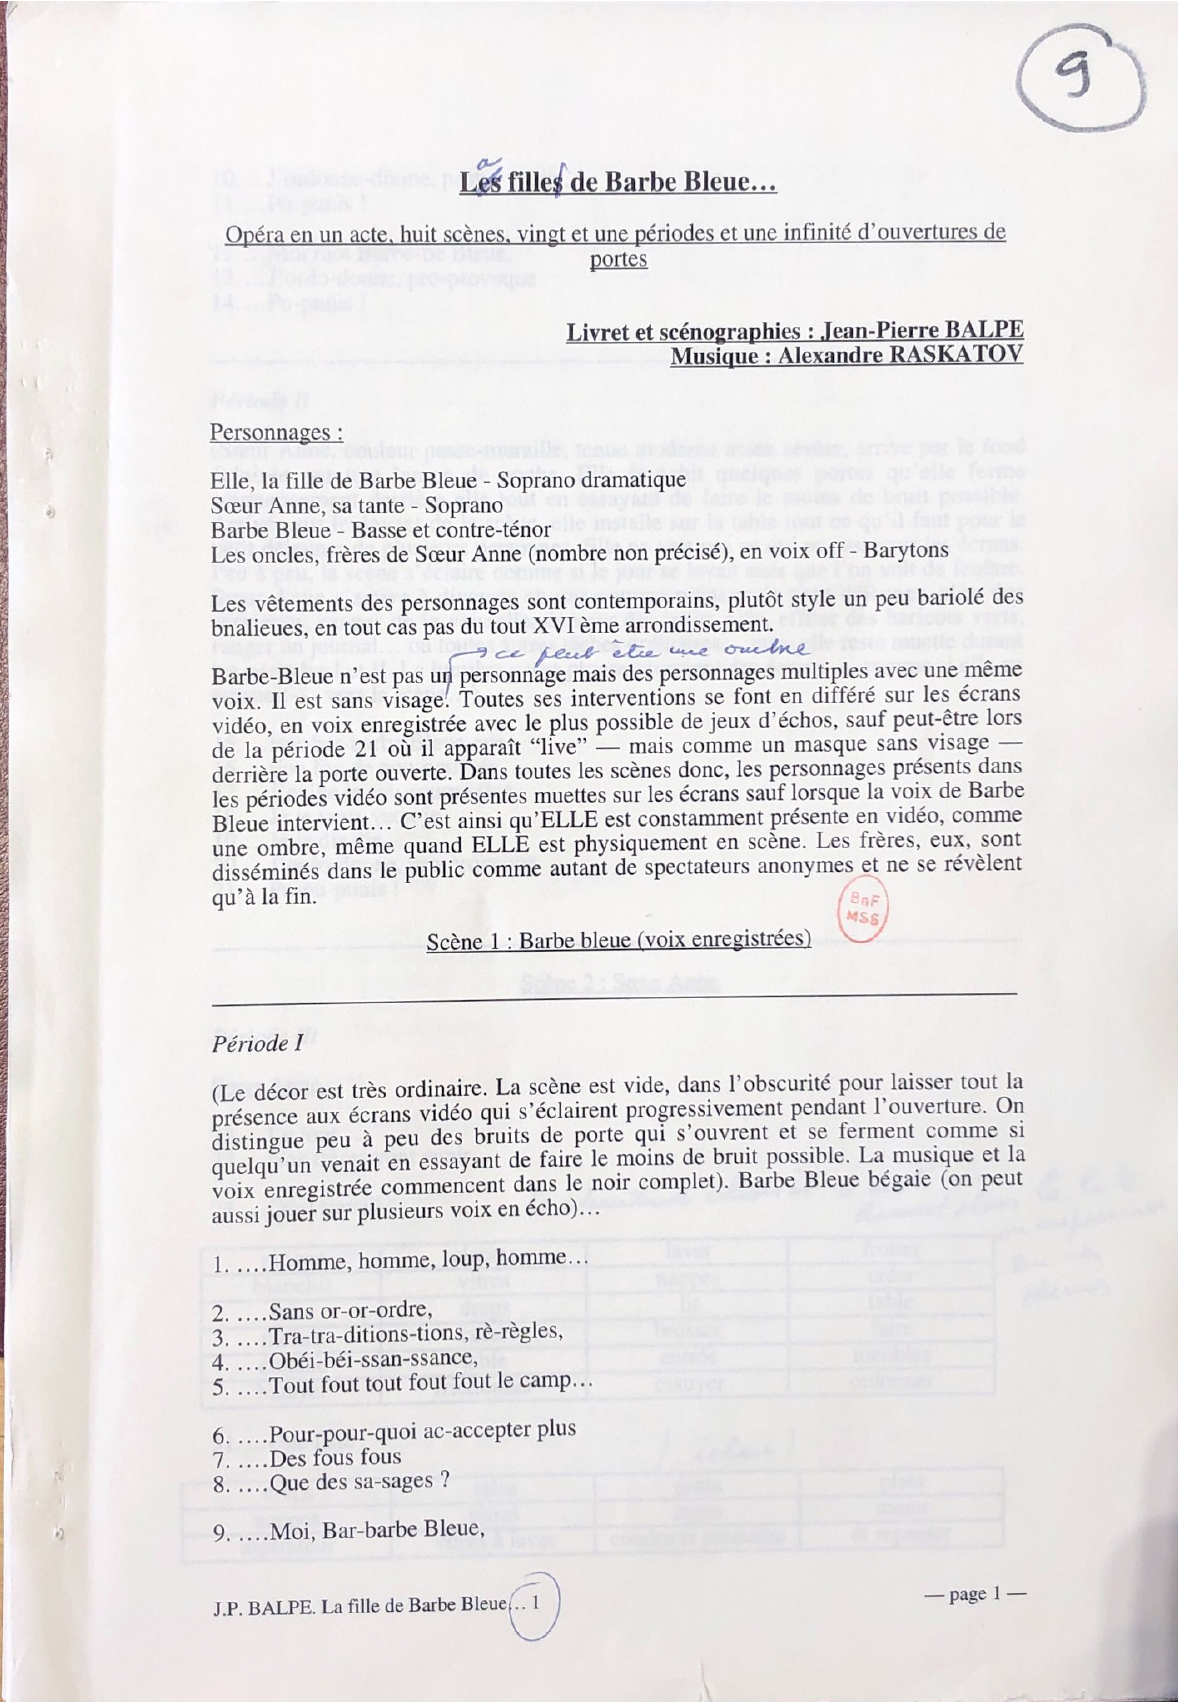 9
a
Les filles de Barbe Bleue…
Opéra en un acte, huit scènes, vingt et une périodes et une infinité d’ouvertures de
portes
Livret et scénographies : Jean-Pierre BALPE
Musique : Alexandre RASKATOV
Personnages :
Elle, la fille de Barbe Bleue - Soprano dramatique
Sœur Anne, sa tante - Soprano
Barbe Bleue - Basse et contre-ténor
Les oncles, frères de Sœur Anne (nombre non précisé), en voix off - Barytons
Les vêtements des personnages sont contemporains, plutôt style un peu bariolé des
bnalieues, en tout cas pas du tout XVI ème arrondissement.
ce peut être une ombre
Barbe-Bleue n’est pas un personnage mais des personnages multiples avec une même
voix. Il est sans visage. Toutes ses interventions se font en différé sur les écrans
vidéo, en voix enregistrée avec le plus possible de jeux d’échos, sauf peut-être lors
de la période 21 où il apparaît “live” — mais comme un masque sans visage —
derrière la porte ouverte. Dans toutes les scènes donc, les personnages présents dans
les périodes vidéo sont présentes muettes sur les écrans sauf lorsque la voix de Barbe
Bleue intervient… C’est ainsi qu’ELLE est constamment présente en vidéo, comme
une ombre, même quand ELLE est physiquement en scène. Les frères, eux, sont
disséminés dans le public comme autant de spectateurs anonymes et ne se révèlent
qu’à la fin.
BnF
MSS
Scène 1 : Barbe bleue (voix enregistrées)
Période I
(Le décor est très ordinaire. La scène est vide, dans l’obscurité pour laisser tout la
présence aux écrans vidéo qui s’éclairent progressivement pendant l’ouverture. On
distingue peu à peu des bruits de porte qui s’ouvrent et se ferment comme si
quelqu’un venait en essayant de faire le moins de bruit possible. La musique et la
voix enregistrée commencent dans le noir complet). Barbe Bleue bégaie (on peut
aussi jouer sur plusieurs voix en écho)…
1. ….Homme, homme, loup, homme…
2. ….Sans or-or-ordre,
3. ….Tra-tra-ditions-tions, rè-règles,
4. ….Obéi-béi-ssan-ssance,
5. ….Tout fout tout fout fout le camp…
6. ….Pour-pour-quoi ac-accepter plus
7. ….Des fous fous
8. ….Que des sa-sages ?
9. ….Moi, Bar-barbe Bleue,
J.P. BALPE. La fille de Barbe Bleue… 1
— page 1 —